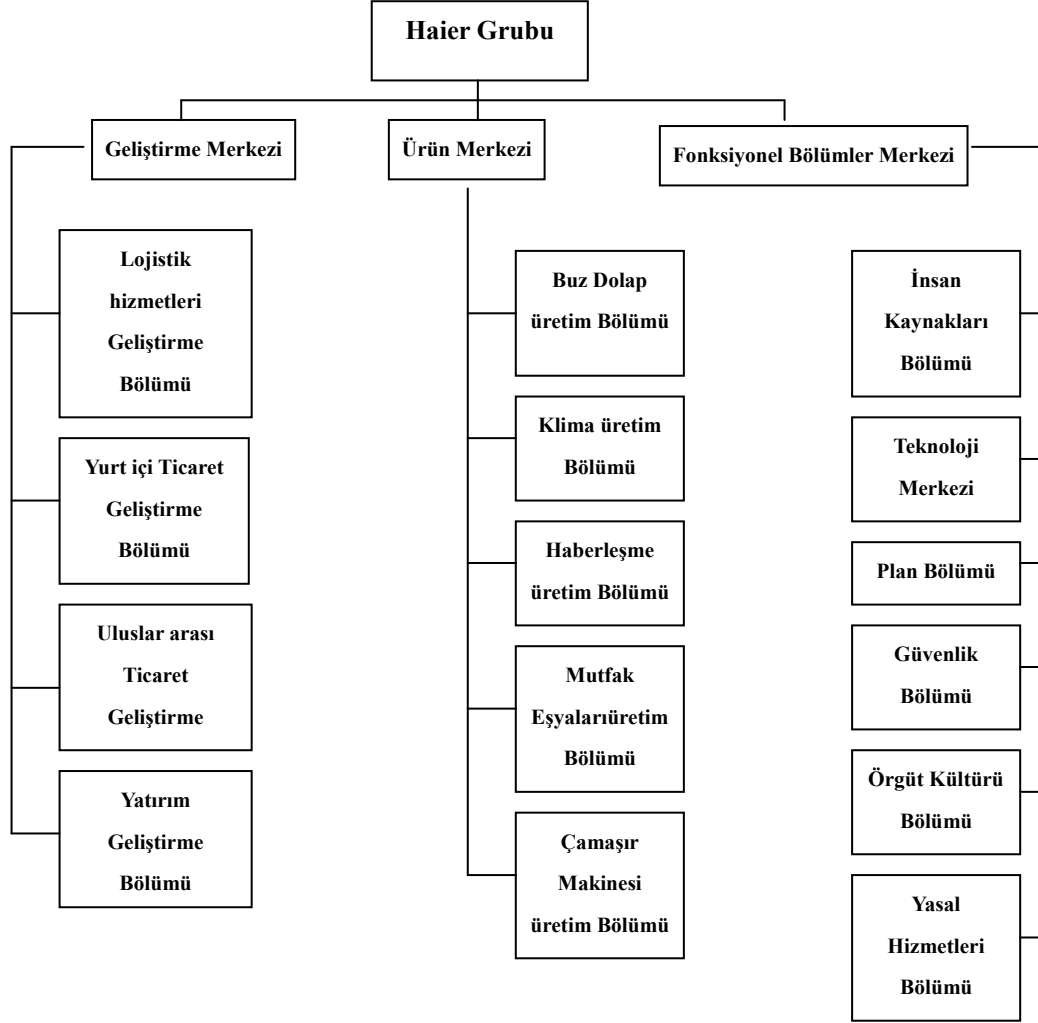 Haier Grubu
Geliştirme Merkezi
Ürün Merkezi
Fonksiyonel Bölümler Merkezi
Lojistik
hizmetleri
Geliştirme
Bölümü
Yurt içi Ticaret
Geliştirme
Bölümü
Uluslar arası
Ticaret
Geliştirme
Yatırım
Geliştirme
Bölümü
Buz Dolap
üretim Bölümü
Klima üretim
Bölümü
Haberleşme
üretim Bölümü
Mutfak
Eşyalarıüretim
Bölümü
Çamaşır
Makinesi
üretim Bölümü
İnsan
Kaynakları
Bölümü
Teknoloji
Merkezi
Plan Bölümü
Güvenlik
Bölümü
Örgüt Kültürü
Bölümü
Yasal
Hizmetleri
Bölümü